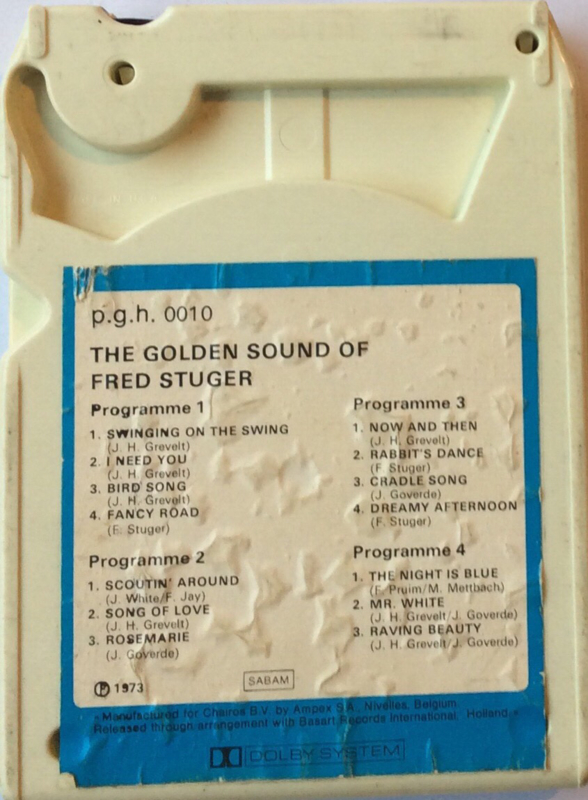 p.g.h. 0010
THE GOLDEN SOUND OF
FRED STUGER
Programme 1
1. SWINGING ON THE SWING
(J. H. Grevelt)
2. I NEED YOU
(J. H. Grevelt)
3. BIRD SONG
(J. H. Grevelt)
4. FANCY ROAD
(F. Stuger)
Programme 2
1. SCOUTIN' AROUND
(J. White/F. Jay)
2. SONG OF LOVE
(J. H. Grevelt)
3. ROSEMARIE
(J. Goverde)
Programme 3
1. NOW AND THEN
(J. H. Grevelt)
2. RABBIT'S DANCE
(F. Stuger)
3. CRADLE SONG
(J. Goverde)
4. DREAMY AFTERNOON
(F. Stuger)
Programme 4
1. THE NIGHT IS BLUE
(F. Pruim/M. Mettbach)
2. MR. WHITE
(J. H. Grevelt/J. Goverde)
3. RAVING BEAUTY
(J. H. Grevelt/J. Goverde)
℗ 1973
SABAM
- Manufactured for Chairos B.V. by Ampex S.A., Nivelles, Belgium.
Released through arrangement with Basart Records International. Holland -
DOLBY SYSTEM